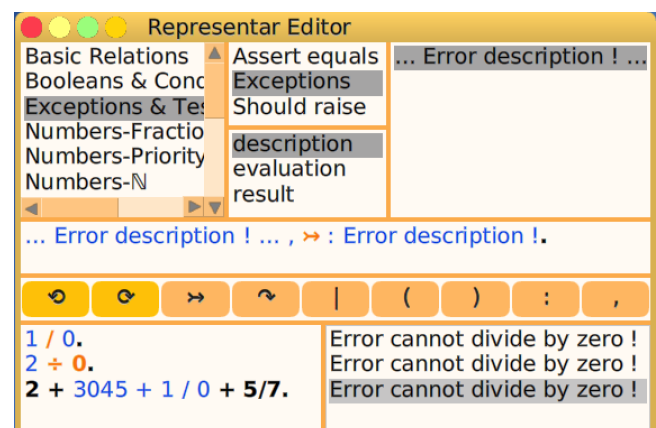 Representar Editor
Basic Relations
Booleans & Conc
Exceptions & Tes
Numbers-Fractio
Numbers-Priority
Numbers-ℕ
Assert equals
Exceptions
Should raise
description
evaluation
result
... Error description ! ...
... Error description ! ... , ↣ : Error description !.
⟲ ⟳ ↣ ↷ | ( ) : ,
1 / 0.
2 ÷ 0.
2 + 3045 + 1 / 0 + 5/7.
Error cannot divide by zero !
Error cannot divide by zero !
Error cannot divide by zero !